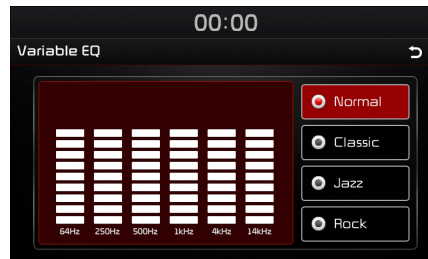 00:00
Variable EQ
Normal
Classic
Jazz
Rock
64Hz 250Hz 500Hz 1kHz 4kHz 14kHz